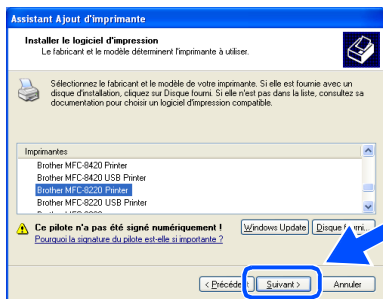 Assistant Ajout d'imprimante
Installer le logiciel d'impression
Le fabricant et le modèle déterminent l'imprimante à utiliser.
Sélectionnez le fabricant et le modèle de votre imprimante. Si elle est fournie avec un
disque d'installation, cliquez sur Disque fourni. Si elle n'est pas dans la liste, consultez sa
documentation pour choisir un logiciel d'impression compatible.
Imprimantes
Brother MFC-8420 Printer
Brother MFC-8420 USB Printer
Brother MFC-8220 Printer
Brother MFC-8220 USB Printer
Ce pilote n'a pas été signé numériquement !
Windows Update
Disque
Pourquoi la signature du pilote est-elle si importante ?
< Précéde
Suivant >
Annuler